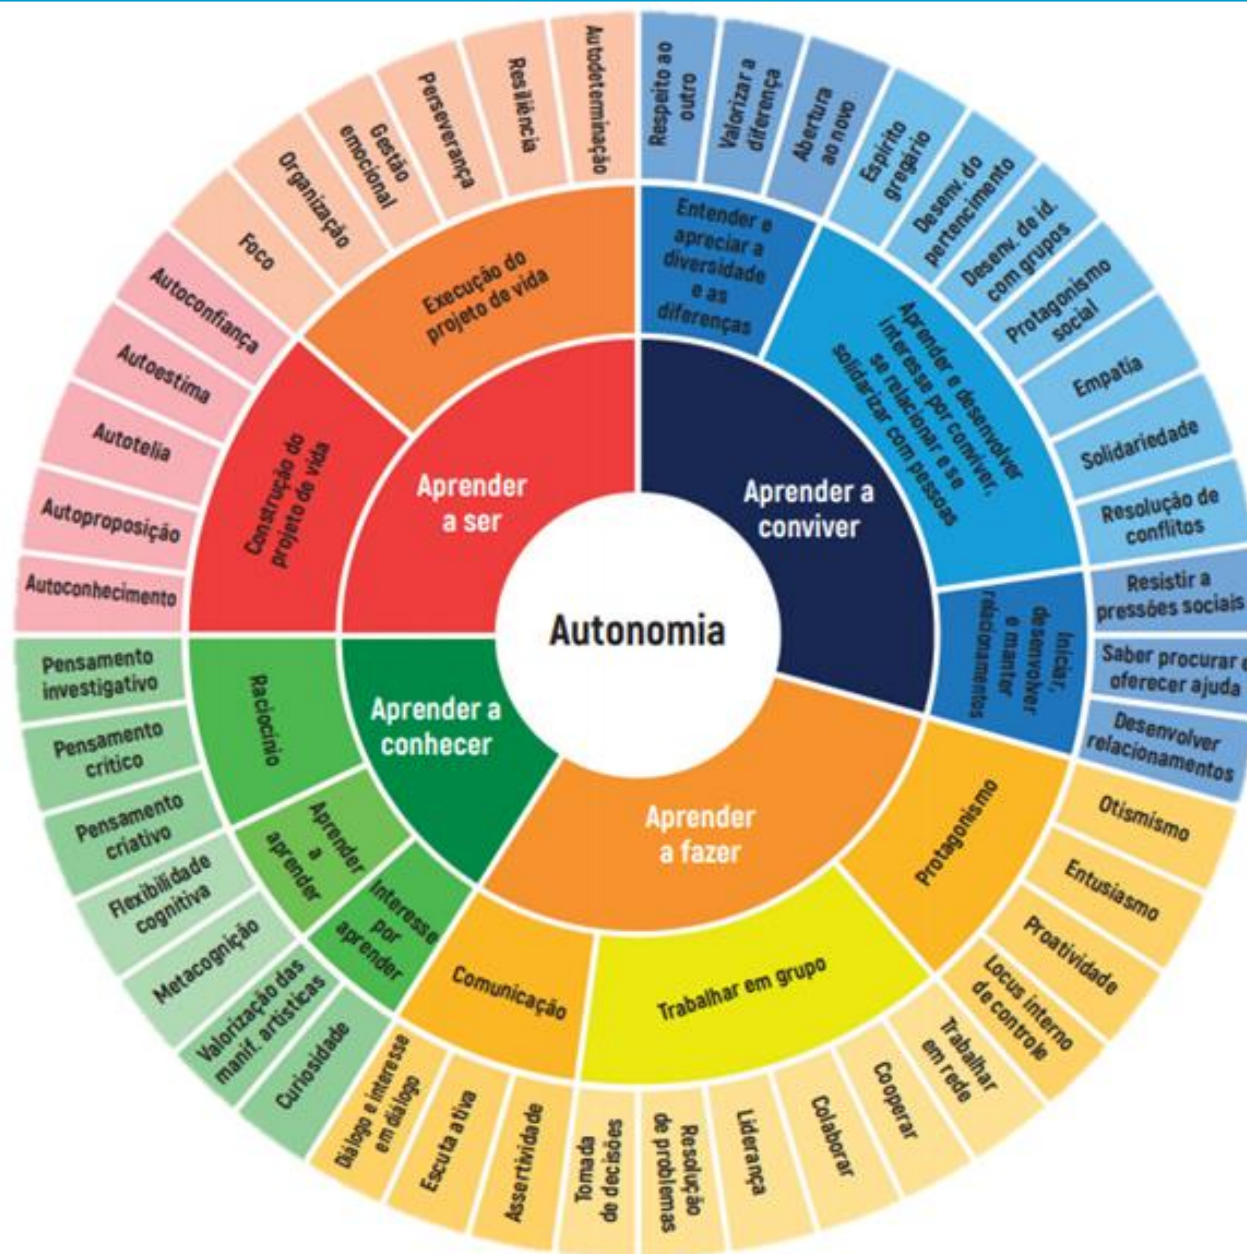 Autonomia
Aprender a
conviver
Entender e
apreciar a
diversidade
e as
diferenças
Respeito ao
outro
Valorizar a
diferença
Abertura
ao novo
Aprender e desenvolver
interesse por conviver,
se relacionar e se
solidarizar com pessoas
Espírito
gregário
Desenv. do
pertencimento
Desenv. de id.
com grupos
Protagonismo
social
Empatia
Solidariedade
Resolução de
conflitos
Iniciar,
desenvolver
e manter
relacionamentos
Resistir a
pressões sociais
Saber procurar e
oferecer ajuda
Desenvolver
relacionamentos
Aprender
a fazer
Protagonismo
Otismismo
Entusiasmo
Proatividade
Locus interno
de controle
Trabalhar em grupo
Trabalhar
em rede
Cooperar
Colaborar
Liderança
Resolução
de problemas
Tomada
de decisões
Comunicação
Assertividade
Escuta ativa
Diálogo e interesse
em diálogo
Aprender a
conhecer
Interesse
por
aprender
Curiosidade
Valorização das
manif. artísticas
Aprender
a
aprender
Metacognição
Flexibilidade
cognitiva
Raciocínio
Pensamento
criativo
Pensamento
crítico
Pensamento
investigativo
Aprender
a ser
Construção do
projeto de vida
Autoconhecimento
Autoproposição
Autotelia
Autoestima
Autoconfiança
Execução do
projeto de vida
Foco
Organização
Gestão
emocional
Perseverança
Resiliência
Autodeterminação